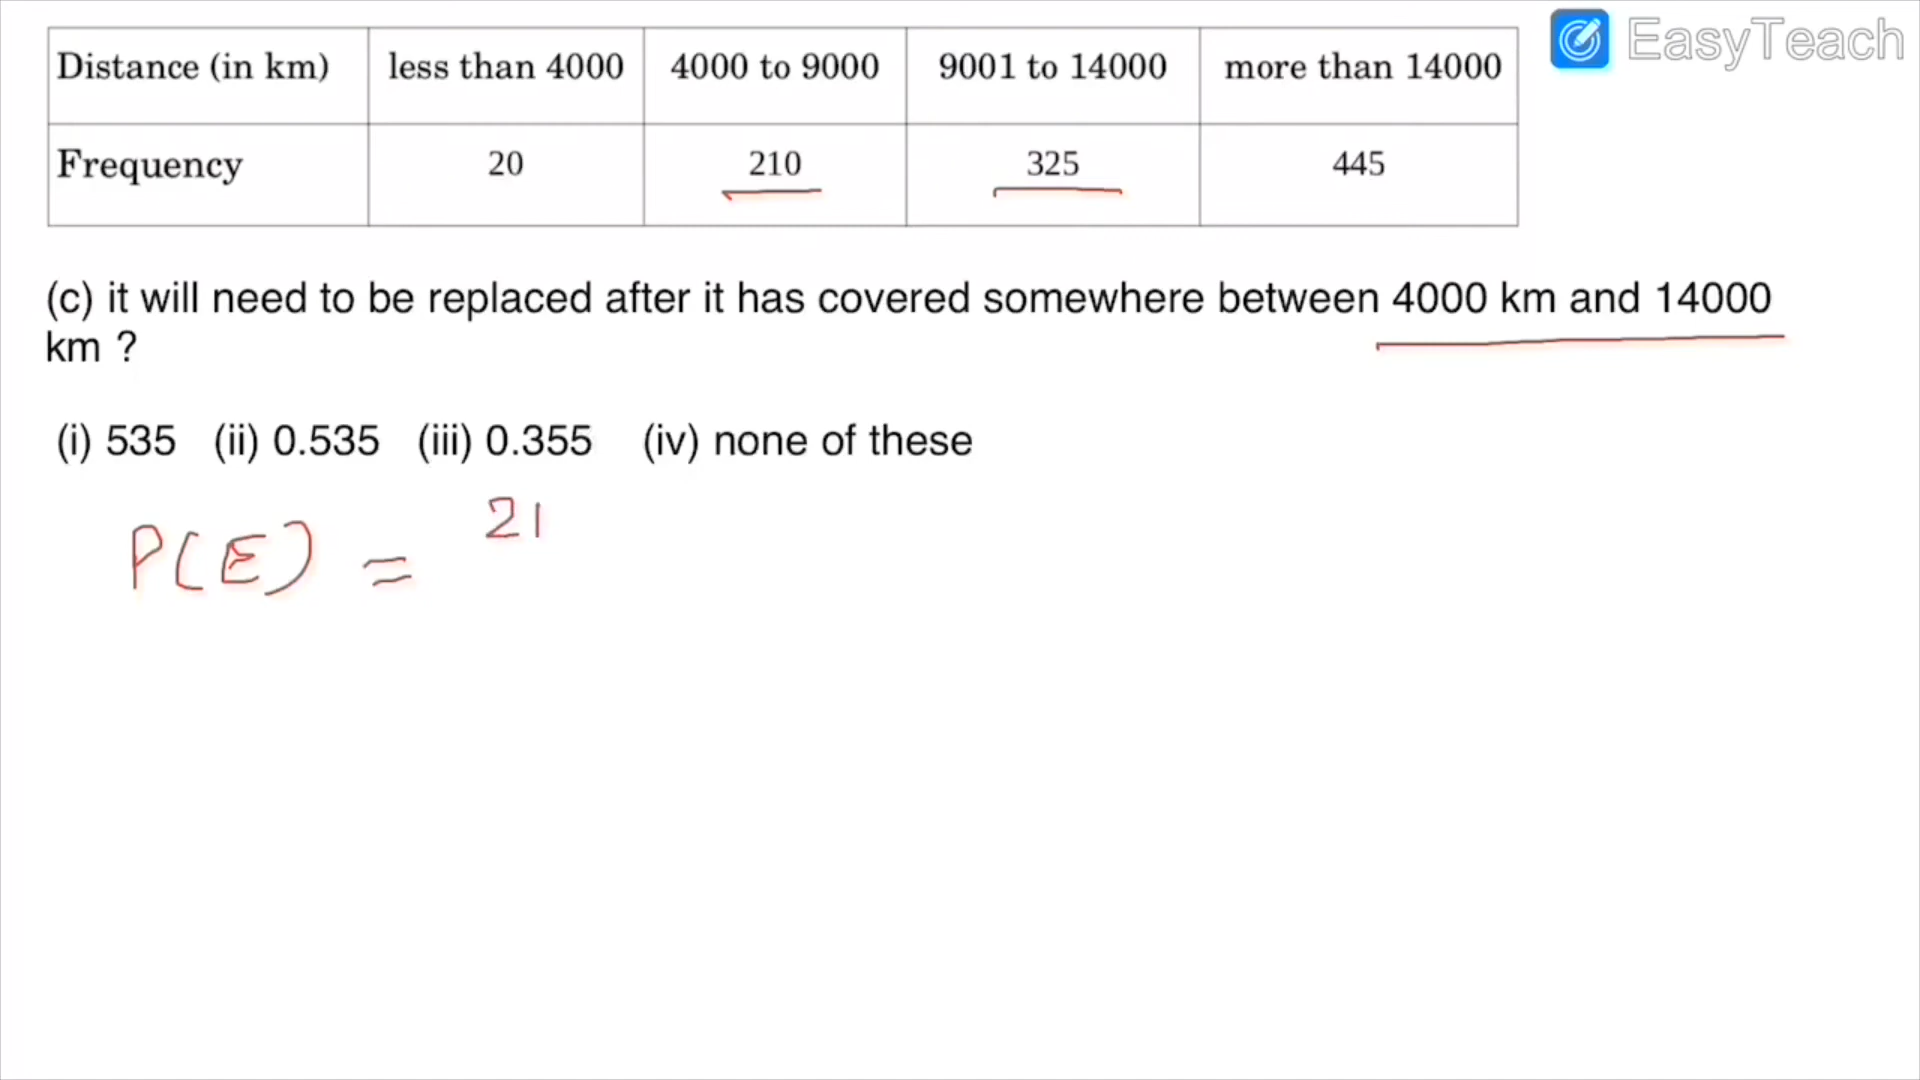 EasyTeach
Distance (in km) less than 4000 4000 to 9000 9001 to 14000 more than 14000
Frequency 20 210 325 445
(c) it will need to be replaced after it has covered somewhere between 4000 km and 14000
km ?
(i) 535 (ii) 0.535 (iii) 0.355 (iv) none of these
P(E) = 21